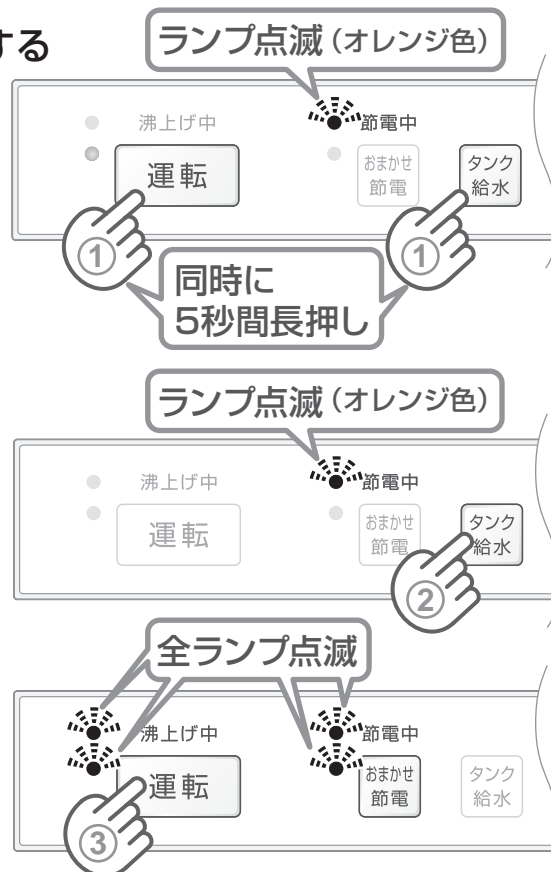 する
ランプ点滅（オレンジ色）
沸上げ中
節電中
運転
おまかせ
節電
タンク
給水
①
①
同時に
5秒間長押し
ランプ点滅（オレンジ色）
沸上げ中
節電中
運転
おまかせ
節電
タンク
給水
②
全ランプ点滅
沸上げ中
節電中
運転
おまかせ
節電
タンク
給水
③